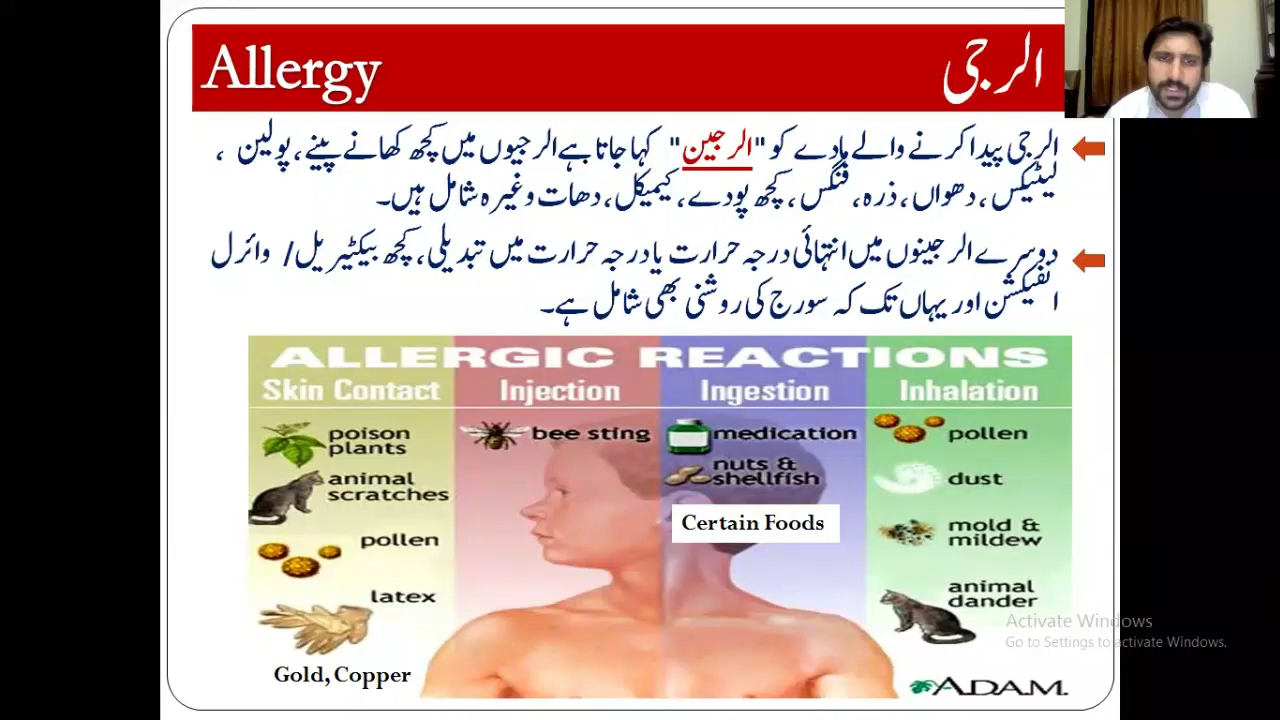 Allergy
الرجی
الرجی پیدا کرنے والے مادے کو "الرجین" کہا جاتا ہے الرجیوں میں کچھ کھانے پینے، پولین ،
لیٹیکس، دھواں، ذرہ، فنگس، کچھ پودے، کیمیکل، دھات وغیرہ شامل ہیں۔
دوسرے الرجینوں میں انتہائی درجہ حرارت یا درجہ حرارت میں تبدیلی، کچھ بیکٹیریل/ وائرل
انفیکشن اور یہاں تک کہ سورج کی روشنی بھی شامل ہے۔
ALLERGIC REACTIONS
Skin Contact
poison
plants
animal
scratches
pollen
latex
Gold, Copper
Injection
bee sting
Ingestion
medication
nuts &
shellfish
Certain Foods
Inhalation
pollen
dust
mold &
mildew
animal
dander
Activate Windows
Go to Settings to activate Windows.
A.D.A.M.